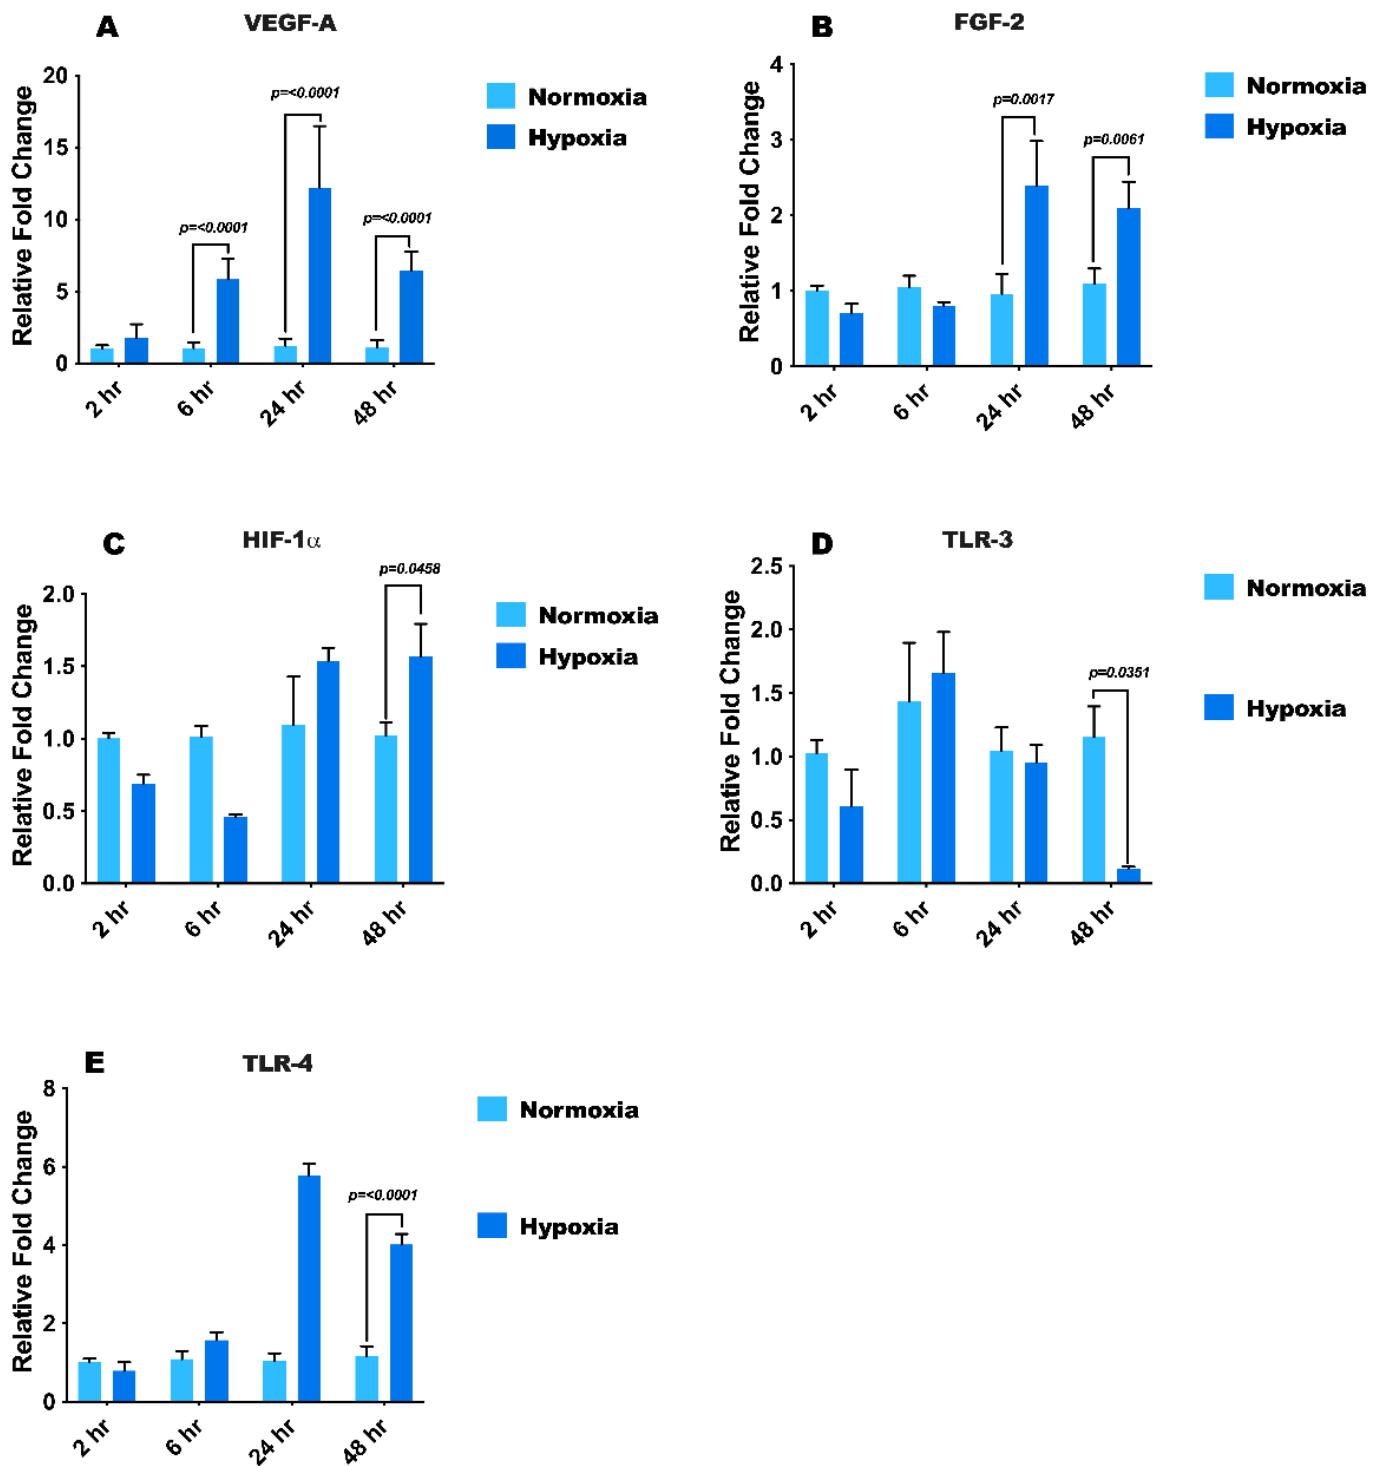 A
VEGF-A
Relative Fold Change
20
15
10
5
0
p=<0.0001
p=<0.0001
p=<0.0001
2 hr
6 hr
24 hr
48 hr
Normoxia
Hypoxia
B
FGF-2
Relative Fold Change
4
3
2
1
0
p=0.0017
p=0.0061
2 hr
6 hr
24 hr
48 hr
Normoxia
Hypoxia
C
HIF-1α
Relative Fold Change
2.0
1.5
1.0
0.5
0.0
p=0.0458
2 hr
6 hr
24 hr
48 hr
Normoxia
Hypoxia
D
TLR-3
Relative Fold Change
2.5
2.0
1.5
1.0
0.5
0.0
p=0.0351
2 hr
6 hr
24 hr
48 hr
Normoxia
Hypoxia
E
TLR-4
Relative Fold Change
8
6
4
2
0
p=<0.0001
2 hr
6 hr
24 hr
48 hr
Normoxia
Hypoxia